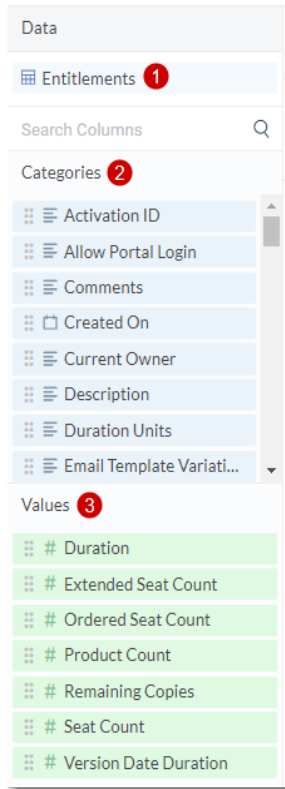 Data
Entitlements 1
Search Columns
Categories 2
Activation ID
Allow Portal Login
Comments
Created On
Current Owner
Description
Duration Units
Email Template Variati...
Values 3
# Duration
# Extended Seat Count
# Ordered Seat Count
# Product Count
# Remaining Copies
# Seat Count
# Version Date Duration